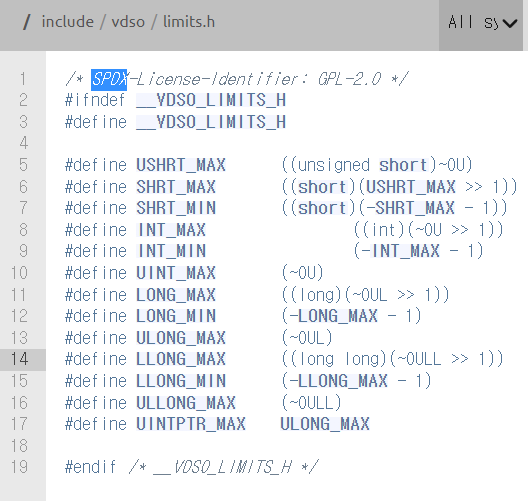 / include / vdso / limits.h
All sy
1 /* SPDX-License-Identifier: GPL-2.0 */
2 #ifndef __VDSO_LIMITS_H
3 #define __VDSO_LIMITS_H
4
5 #define USHRT_MAX ((unsigned short)~0U)
6 #define SHRT_MAX ((short)(USHRT_MAX >> 1))
7 #define SHRT_MIN ((short)(-SHRT_MAX - 1))
8 #define INT_MAX ((int)(~0U >> 1))
9 #define INT_MIN (-INT_MAX - 1)
10 #define UINT_MAX (~0U)
11 #define LONG_MAX ((long)(~0UL >> 1))
12 #define LONG_MIN (-LONG_MAX - 1)
13 #define ULONG_MAX (~0UL)
14 #define LLONG_MAX ((long long)(~0ULL >> 1))
15 #define LLONG_MIN (-LLONG_MAX - 1)
16 #define ULLONG_MAX (~0ULL)
17 #define UINTPTR_MAX ULONG_MAX
18
19 #endif /* __VDSO_LIMITS_H */